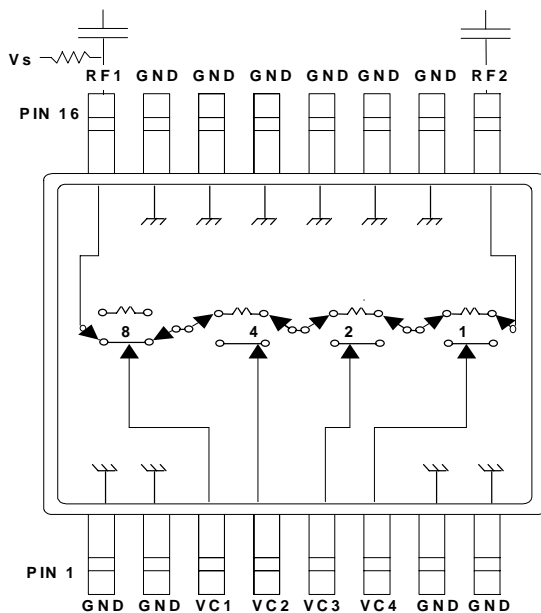 Vs
RF1 GND GND GND GND GND GND RF2
PIN 16
8 4 2 1
PIN 1
GND GND VC1 VC2 VC3 VC4 GND GND